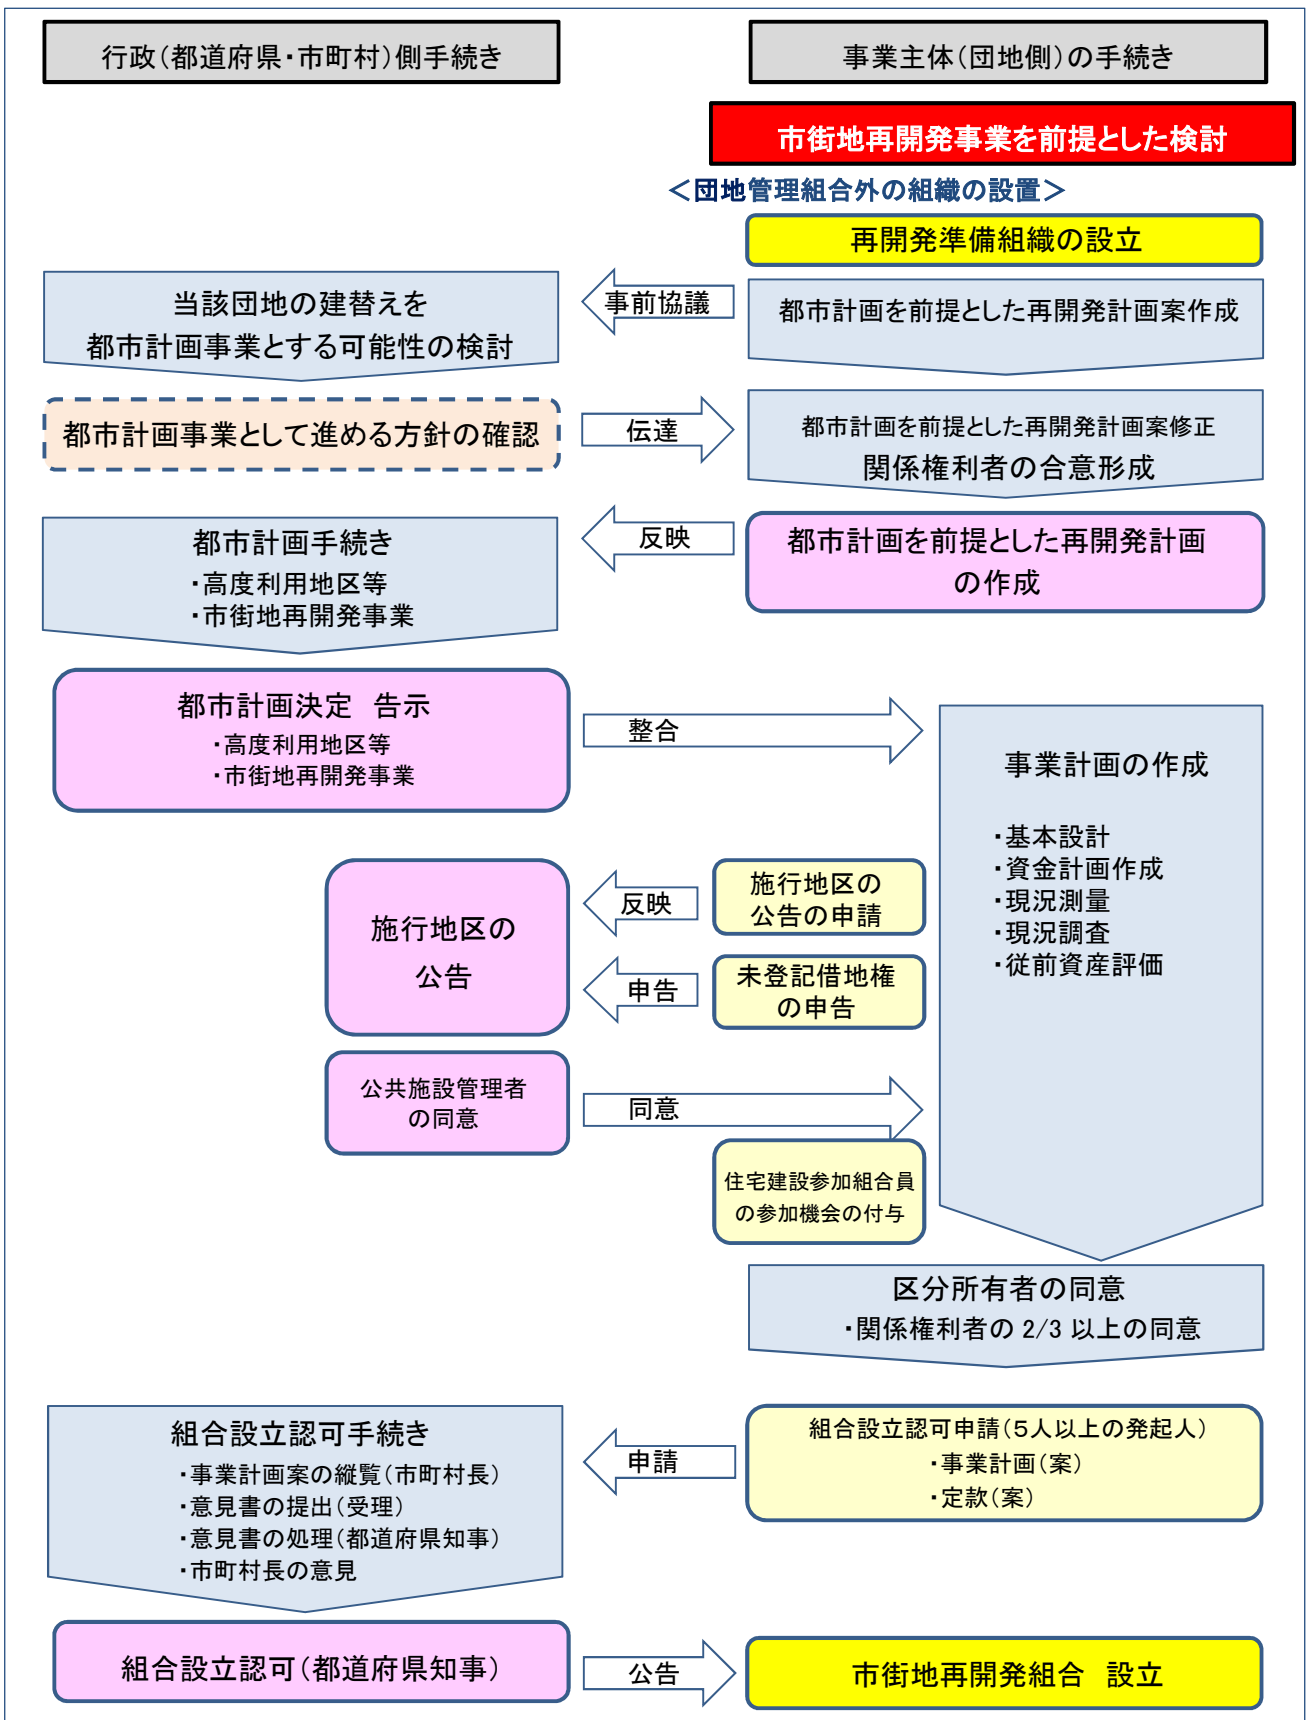 行政(都道府県・市町村)側手続き
事業主体(団地側)の手続き
市街地再開発事業を前提とした検討
<団地管理組合外の組織の設置>
再開発準備組織の設立
当該団地の建替えを
都市計画事業とする可能性の検討
事前協議
都市計画を前提とした再開発計画案作成
都市計画事業として進める方針の確認
伝達
都市計画を前提とした再開発計画案修正
関係権利者の合意形成
都市計画手続き
・高度利用地区等
・市街地再開発事業
反映
都市計画を前提とした再開発計画
の作成
都市計画決定 告示
・高度利用地区等
・市街地再開発事業
整合
事業計画の作成
・基本設計
・資金計画作成
・現況測量
・現況調査
・従前資産評価
施行地区の
公告
反映
施行地区の
公告の申請
申告
未登記借地権
の申告
公共施設管理者
の同意
同意
住宅建設参加組合員
の参加機会の付与
区分所有者の同意
・関係権利者の 2/3 以上の同意
組合設立認可手続き
・事業計画案の縦覧(市町村長)
・意見書の提出(受理)
・意見書の処理(都道府県知事)
・市町村長の意見
申請
組合設立認可申請(5人以上の発起人)
・事業計画(案)
・定款(案)
組合設立認可(都道府県知事)
公告
市街地再開発組合 設立